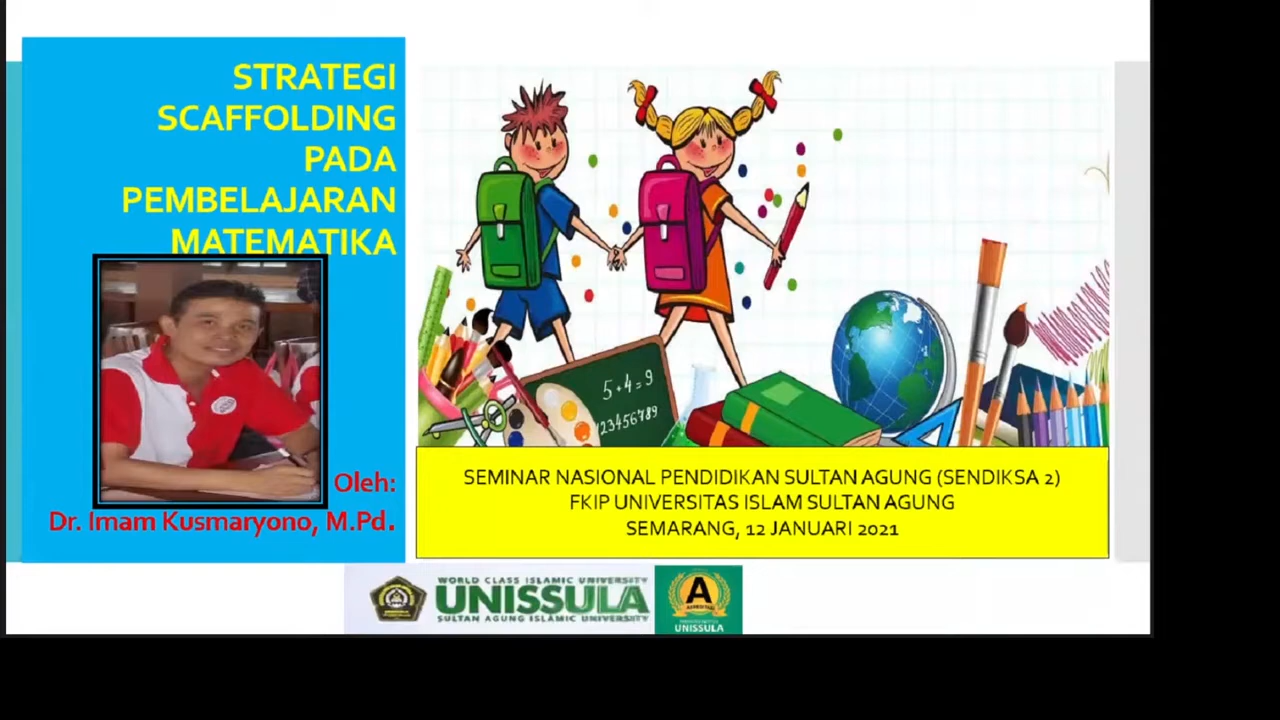 STRATEGI
SCAFFOLDING
PADA
PEMBELAJARAN
MATEMATIKA
Oleh:
Dr. Imam Kusmaryono, M.Pd.
5+4=9
123456789
SEMINAR NASIONAL PENDIDIKAN SULTAN AGUNG (SENDIKSA 2)
FKIP UNIVERSITAS ISLAM SULTAN AGUNG
SEMARANG, 12 JANUARI 2021
WORLD CLASS ISLAMIC UNIVERSITY
UNISSULA
SULTAN AGUNG ISLAMIC UNIVERSITY
A
UNISSULA